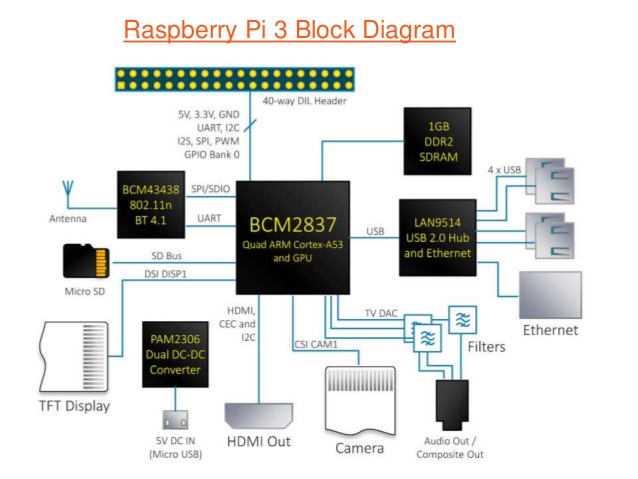 Raspberry Pi 3 Block Diagram
40-way DIL Header
5V, 3.3V, GND
UART, I2C
I2S, SPI, PWM
GPIO Bank 0
1GB
DDR2
SDRAM
4 x USB
BCM43438
802.11n
BT 4.1
SPI/SDIO
UART
Antenna
BCM2837
Quad ARM Cortex-A53
and GPU
USB
LAN9514
USB 2.0 Hub
and Ethernet
SD Bus
DSI DISP1
Micro SD
HDMI,
CEC and
I2C
TV DAC
CSI CAM1
Filters
Ethernet
PAM2306
Dual DC-DC
Converter
TFT Display
5V DC IN
(Micro USB)
HDMI Out
Camera
Audio Out /
Composite Out